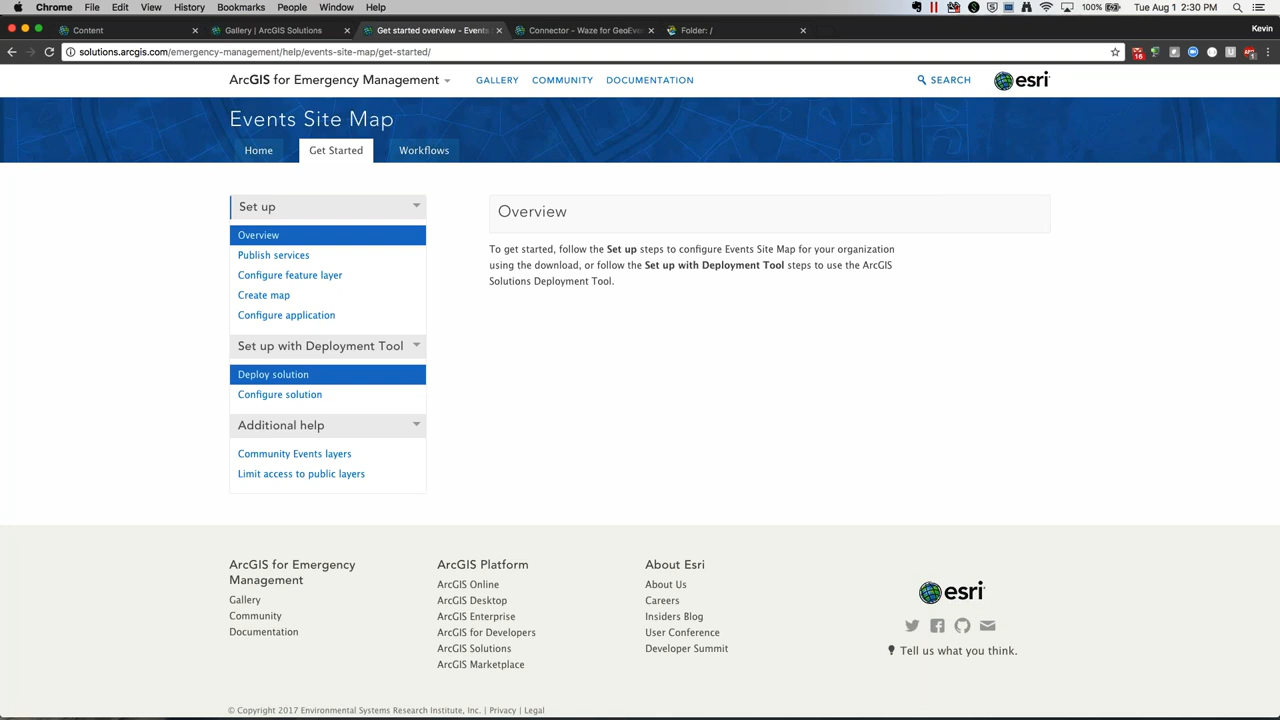 Chrome File Edit View History Bookmarks People Window Help 100% Tue Aug 1 2:30 PM
Content Gallery | ArcGIS Solutions Get started overview - Events Connector - Waze for GeoEve Folder: / Kevin
solutions.arcgis.com/emergency-management/help/events-site-map/get-started/
ArcGIS for Emergency Management GALLERY COMMUNITY DOCUMENTATION SEARCH esri
Events Site Map
Home Get Started Workflows
Set up
Overview
Publish services
Configure feature layer
Create map
Configure application
Set up with Deployment Tool
Deploy solution
Configure solution
Additional help
Community Events layers
Limit access to public layers
Overview
To get started, follow the Set up steps to configure Events Site Map for your organization
using the download, or follow the Set up with Deployment Tool steps to use the ArcGIS
Solutions Deployment Tool.
ArcGIS for Emergency
Management
Gallery
Community
Documentation
ArcGIS Platform
ArcGIS Online
ArcGIS Desktop
ArcGIS Enterprise
ArcGIS for Developers
ArcGIS Solutions
ArcGIS Marketplace
About Esri
About Us
Careers
Insiders Blog
User Conference
Developer Summit
esri
Tell us what you think.
© Copyright 2017 Environmental Systems Research Institute, Inc. | Privacy | Legal